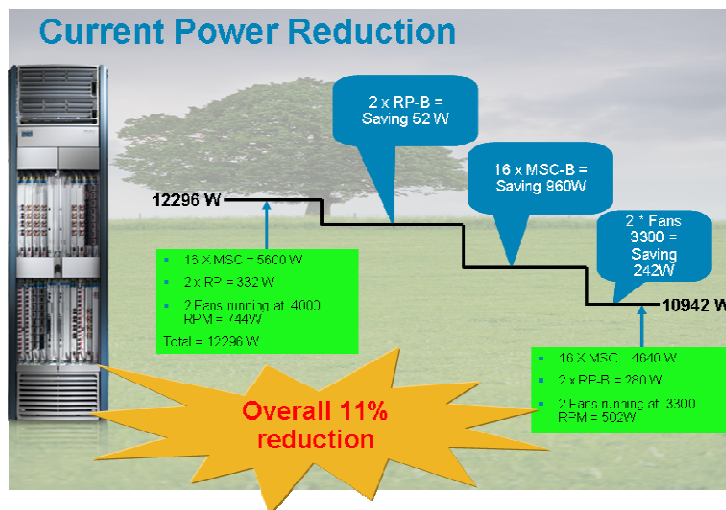 Current Power Reduction
2 x RP-B =
Saving 52 W
16 x MSC-B =
Saving 960W
2 * Fans
3300 =
Saving
242W
12296 W
10942 W
16 X MSC = 5600 W
2 x RP = 332 W
2 Fans running at 4000
RPM = 744W
Total = 12296 W
16 X MSC = 4640 W
2 x RP-B = 280 W
2 Fans running at 3300
RPM = 502W
Overall 11%
reduction